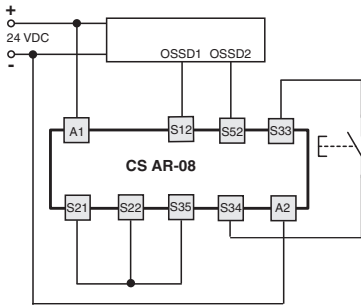 +
24 VDC
-
OSSD1 OSSD2
A1 S12 S52 S33
CS AR-08
S21 S22 S35 S34 A2